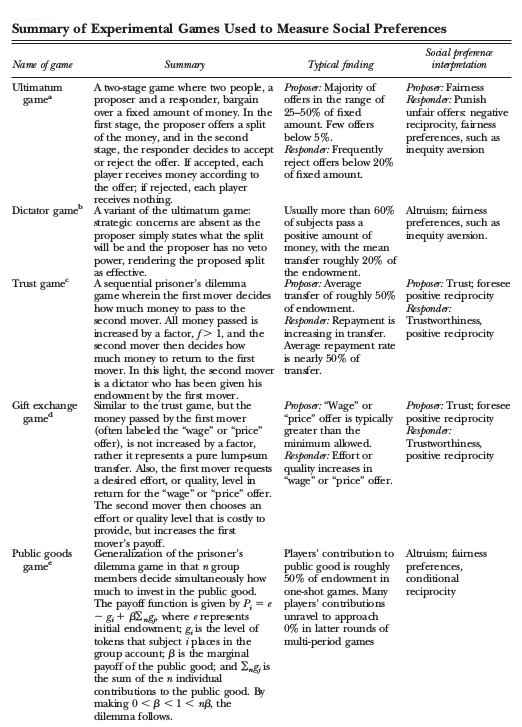 Summary of Experimental Games Used to Measure Social Preferences
Name of game
Summary
Typical finding
Social preference
interpretation
Ultimatum
gameᵃ
A two-stage game where two people, a
proposer and a responder, bargain
over a fixed amount of money. In the
first stage, the proposer offers a split
of the money, and in the second
stage, the responder decides to accept
or reject the offer. If accepted, each
player receives money according to
the offer; if rejected, each player
receives nothing.
Proposer: Majority of
offers in the range of
25–50% of fixed
amount. Few offers
below 5%.
Responder: Frequently
reject offers below 20%
of fixed amount.
Proposer: Fairness
Responder: Punish
unfair offers: negative
reciprocity, fairness
preferences, such as
inequity aversion
Dictator gameᵇ
A variant of the ultimatum game:
strategic concerns are absent as the
proposer simply states what the split
will be and the proposer has no veto
power, rendering the proposed split
as effective.
Usually more than 60%
of subjects pass a
positive amount of
money, with the mean
transfer roughly 20% of
the endowment.
Altruism; fairness
preferences, such as
inequity aversion.
Trust gameᶜ
A sequential prisoner's dilemma
game wherein the first mover decides
how much money to pass to the
second mover. All money passed is
increased by a factor, f > 1, and the
second mover then decides how
much money to return to the first
mover. In this light, the second mover
is a dictator who has been given his
endowment by the first mover.
Proposer: Average
transfer of roughly 50%
of endowment.
Responder: Repayment is
increasing in transfer.
Average repayment rate
is nearly 50% of
transfer.
Proposer: Trust; foresee
positive reciprocity
Responder:
Trustworthiness,
positive reciprocity
Gift exchange
gameᵈ
Similar to the trust game, but the
money passed by the first mover
(often labeled the "wage" or "price"
offer), is not increased by a factor,
rather it represents a pure lump-sum
transfer. Also, the first mover requests
a desired effort, or quality, level in
return for the "wage" or "price" offer.
The second mover then chooses an
effort or quality level that is costly to
provide, but increases the first
mover's payoff.
Proposer: "Wage" or
"price" offer is typically
greater than the
minimum allowed.
Responder: Effort or
quality increases in
"wage" or "price" offer.
Proposer: Trust; foresee
positive reciprocity
Responder:
Trustworthiness,
positive reciprocity
Public goods
gameᵉ
Generalization of the prisoner's
dilemma game in that n group
members decide simultaneously how
much to invest in the public good.
The payoff function is given by Pᵢ = e
− gᵢ + βΣₙgⱼ, where e represents
initial endowment; gᵢ is the level of
tokens that subject i places in the
group account; β is the marginal
payoff of the public good; and Σₙgⱼ is
the sum of the n individual
contributions to the public good. By
making 0 < β < 1 < nβ, the
dilemma follows.
Players' contribution to
public good is roughly
50% of endowment in
one-shot games. Many
players' contributions
unravel to approach
0% in latter rounds of
multi-period games
Altruism; fairness
preferences,
conditional
reciprocity